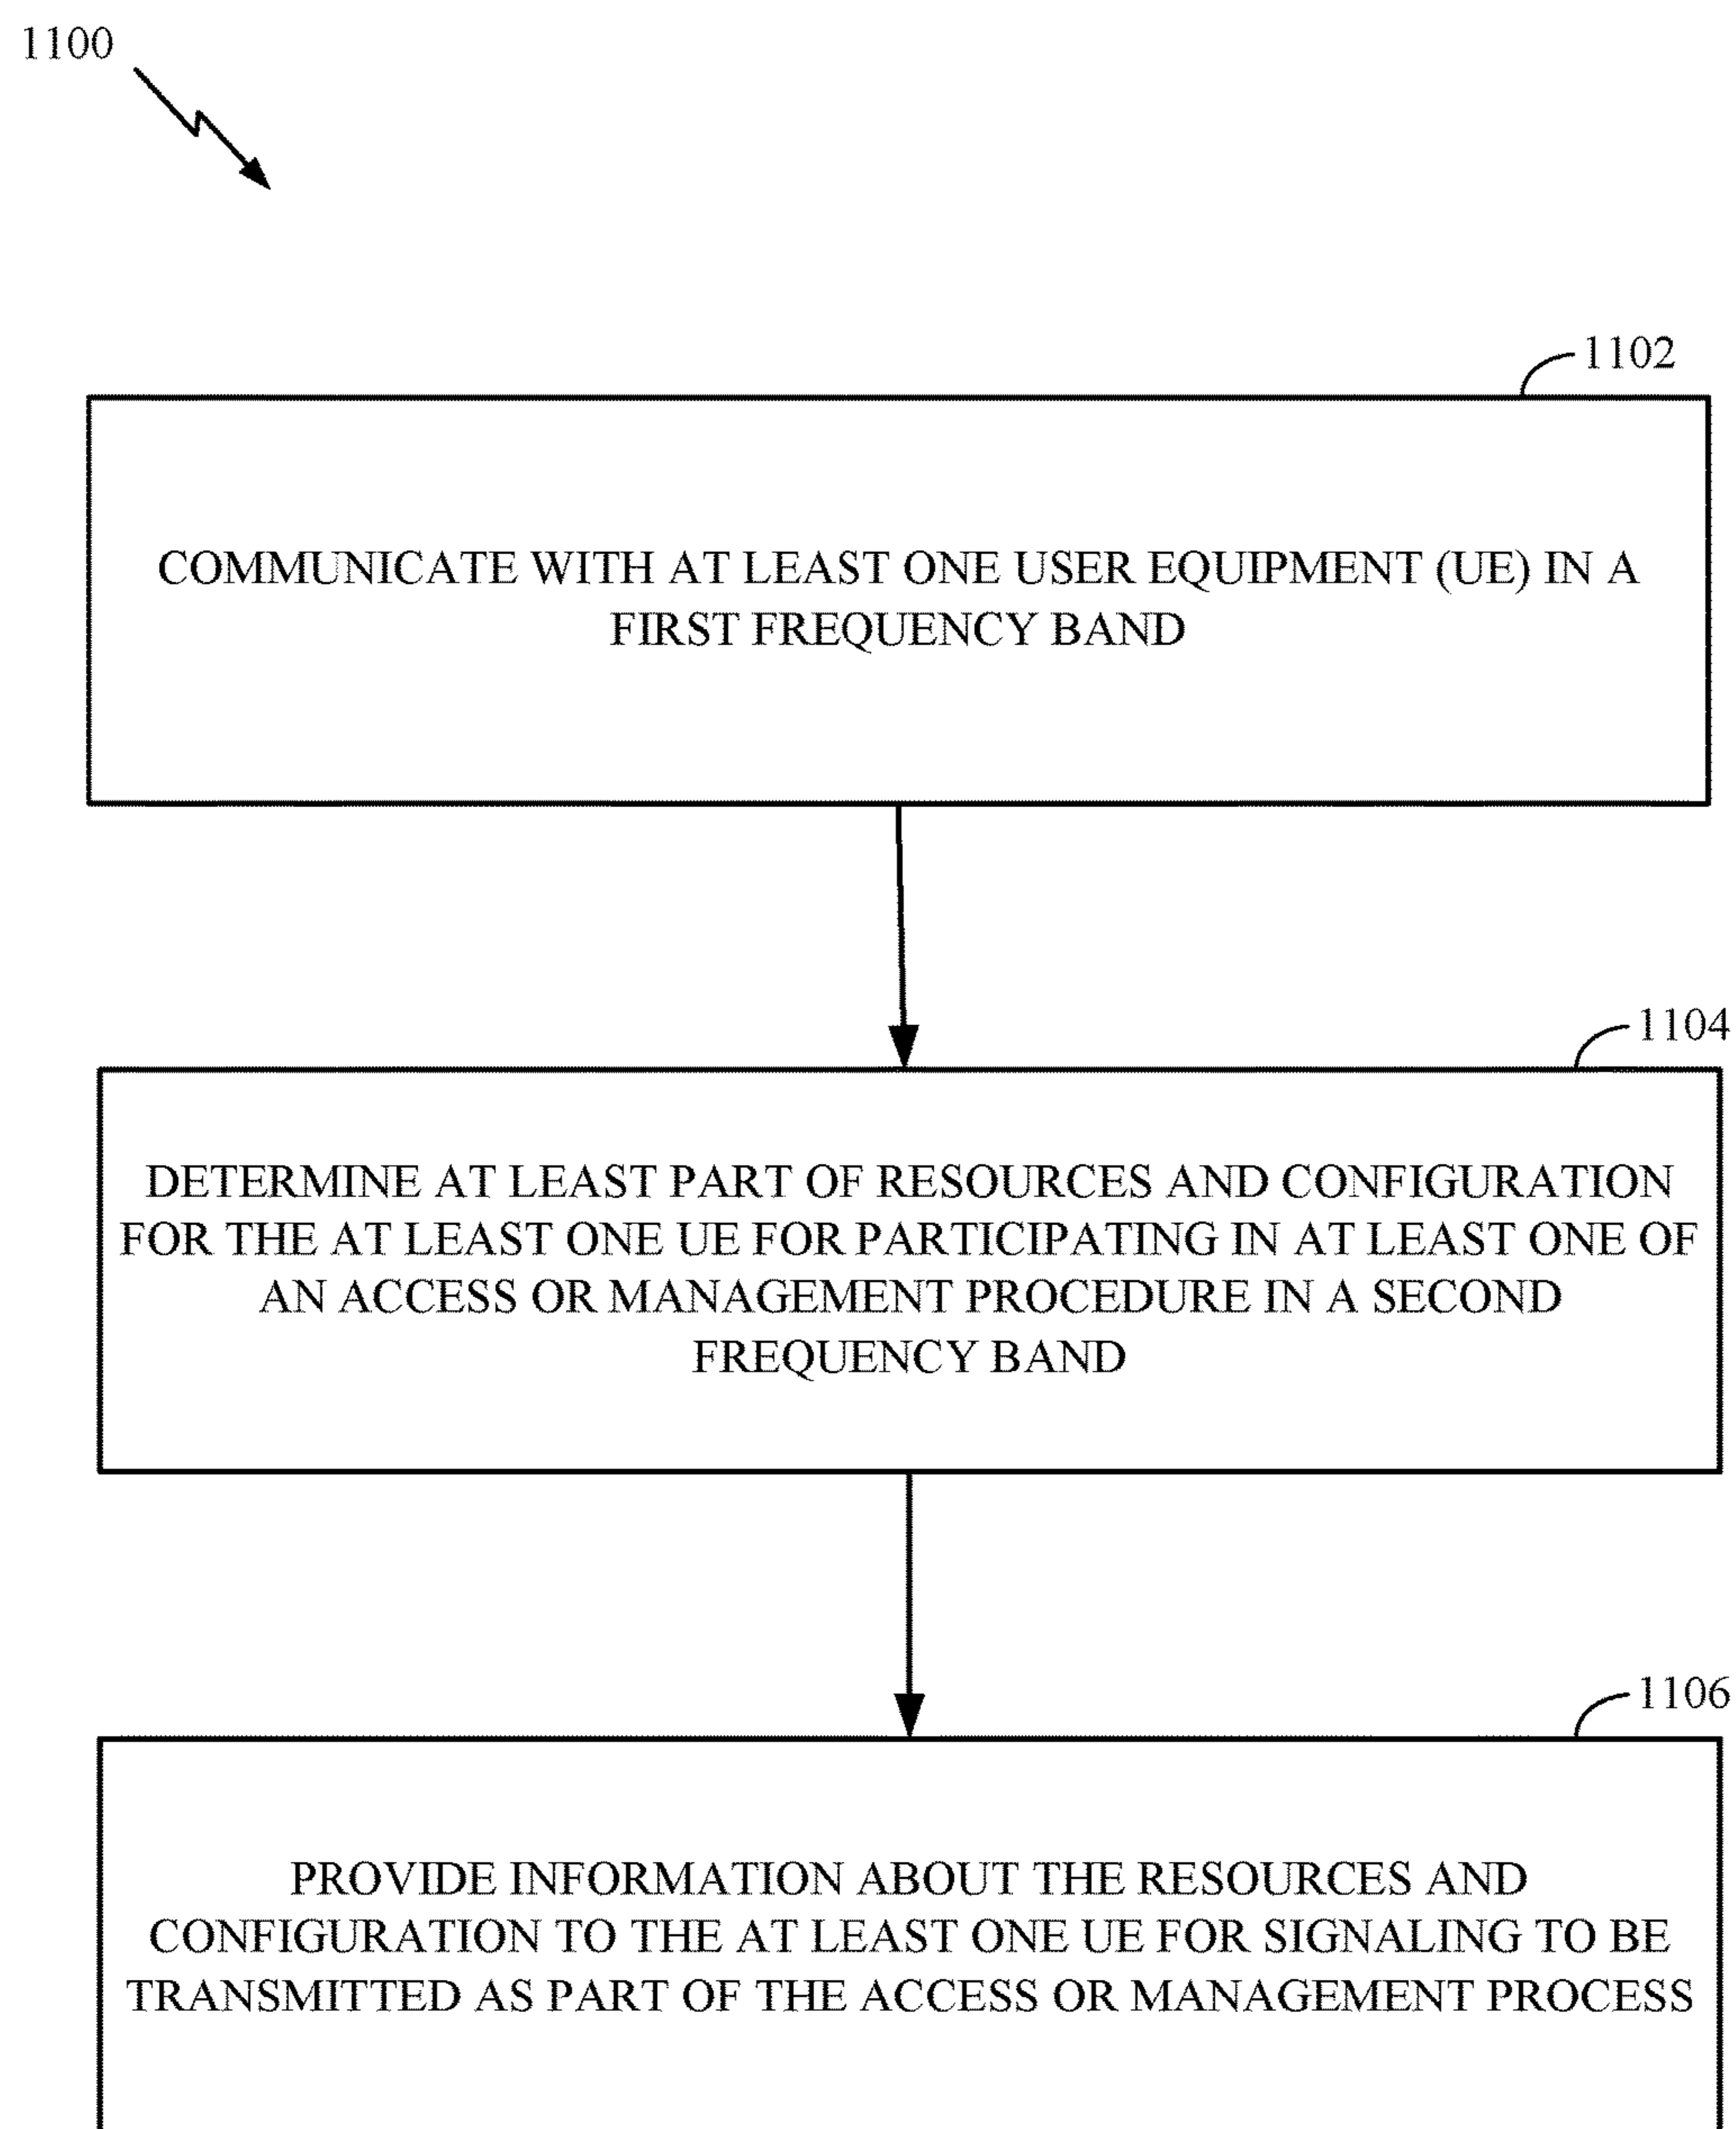 1100
1102
COMMUNICATE WITH AT LEAST ONE USER EQUIPMENT (UE) IN A
FIRST FREQUENCY BAND
1104
DETERMINE AT LEAST PART OF RESOURCES AND CONFIGURATION
FOR THE AT LEAST ONE UE FOR PARTICIPATING IN AT LEAST ONE OF
AN ACCESS OR MANAGEMENT PROCEDURE IN A SECOND
FREQUENCY BAND
1106
PROVIDE INFORMATION ABOUT THE RESOURCES AND
CONFIGURATION TO THE AT LEAST ONE UE FOR SIGNALING TO BE
TRANSMITTED AS PART OF THE ACCESS OR MANAGEMENT PROCESS